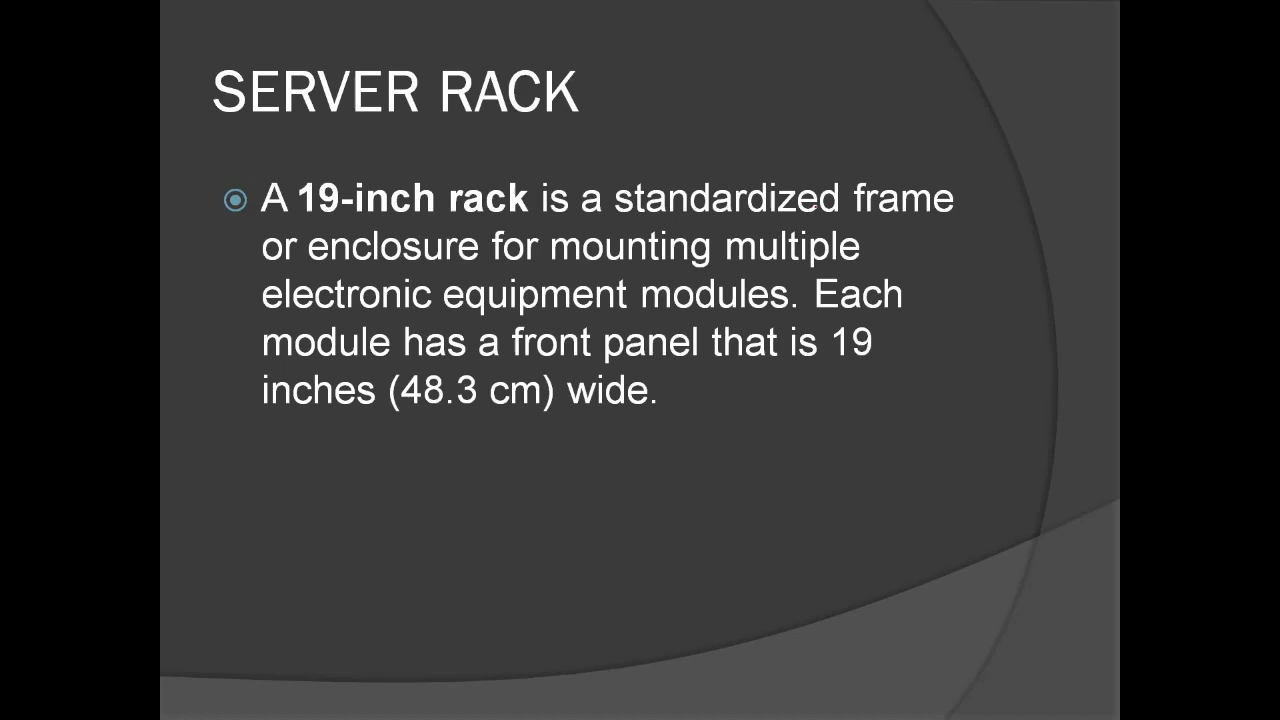 SERVER RACK
A 19-inch rack is a standardized frame
or enclosure for mounting multiple
electronic equipment modules. Each
module has a front panel that is 19
inches (48.3 cm) wide.